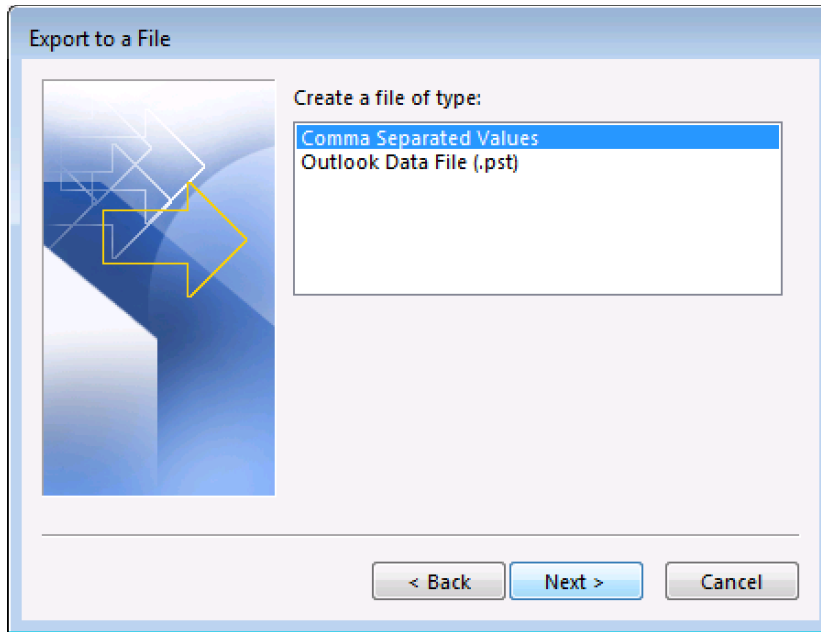 Export to a File
Create a file of type:
Comma Separated Values
Outlook Data File (.pst)
< Back
Next >
Cancel